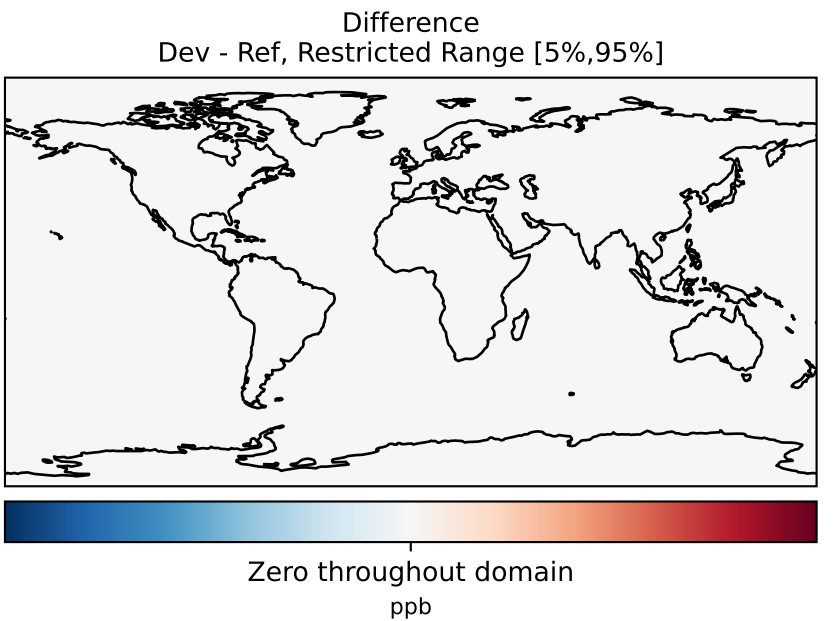 Difference
Dev - Ref, Restricted Range [5%,95%]
Zero throughout domain
ppb